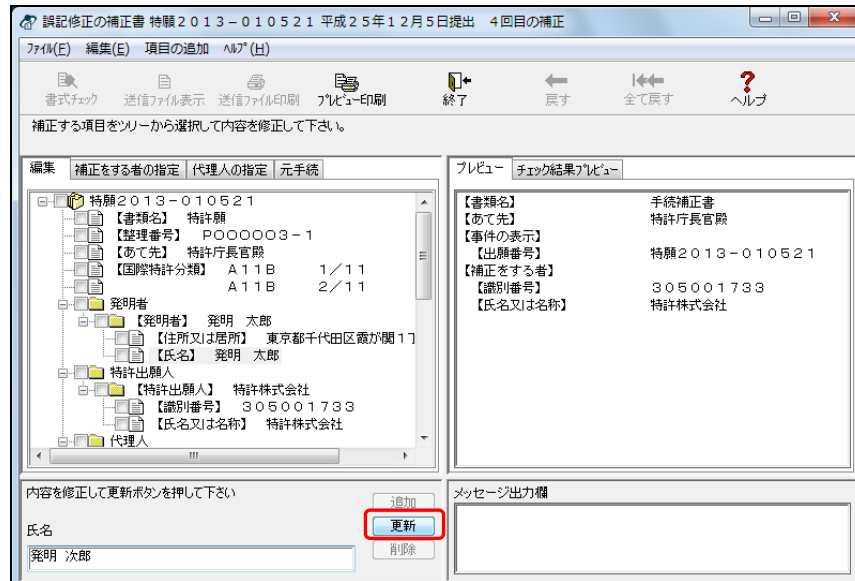 誤記修正の補正書 特願２０１３－０１０５２１ 平成２５年１２月５日提出 ４回目の補正
ﾌｧｲﾙ(F) 編集(E) 項目の追加 ﾍﾙﾌﾟ(H)
書式ﾁｪｯｸ 送信ﾌｧｲﾙ表示 送信ﾌｧｲﾙ印刷 ﾌﾟﾚﾋﾞｭｰ印刷 終了 戻す 全て戻す ヘルプ
補正する項目をツリーから選択して内容を修正して下さい。
編集 補正をする者の指定 代理人の指定 元手続
特願２０１３－０１０５２１
【書類名】 特許願
【整理番号】 Ｐ００００００３－１
【あて先】 特許庁長官殿
【国際特許分類】 Ａ１１Ｂ １／１１
Ａ１１Ｂ ２／１１
発明者
【発明者】 発明 太郎
【住所又は居所】 東京都千代田区霞が関１丁
【氏名】 発明 太郎
特許出願人
【特許出願人】 特許株式会社
【識別番号】 ３０５００１７３３
【氏名又は名称】 特許株式会社
代理人
プレビュー ﾁｪｯｸ結果ﾌﾟﾚﾋﾞｭｰ
【書類名】 手続補正書
【あて先】 特許庁長官殿
【事件の表示】
【出願番号】 特願２０１３－０１０５２１
【補正をする者】
【識別番号】 ３０５００１７３３
【氏名又は名称】 特許株式会社
内容を修正して更新ボタンを押して下さい
追加
氏名
更新
発明 次郎
削除
メッセージ出力欄